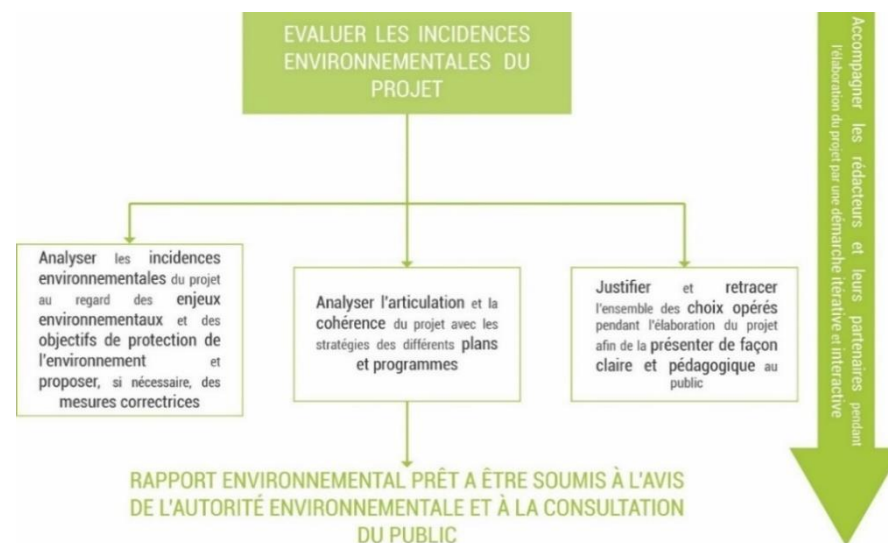 EVALUER LES INCIDENCES
ENVIRONNEMENTALES DU
PROJET
Analyser les incidences
environnementales du projet
au regard des enjeux
environnementaux et des
objectifs de protection de
l'environnement et
proposer, si nécessaire, des
mesures correctrices
Analyser l'articulation et la
cohérence du projet avec les
stratégies des différents plans
et programmes
Justifier et retracer
l'ensemble des choix opérés
pendant l'élaboration du projet
afin de la présenter de façon
claire et pédagogique au
public
RAPPORT ENVIRONNEMENTAL PRÊT A ÊTRE SOUMIS À L'AVIS
DE L'AUTORITÉ ENVIRONNEMENTALE ET À LA CONSULTATION
DU PUBLIC
Accompagner les rédacteurs et leurs partenaires pendant
l'élaboration du projet par une démarche itérative et interactive